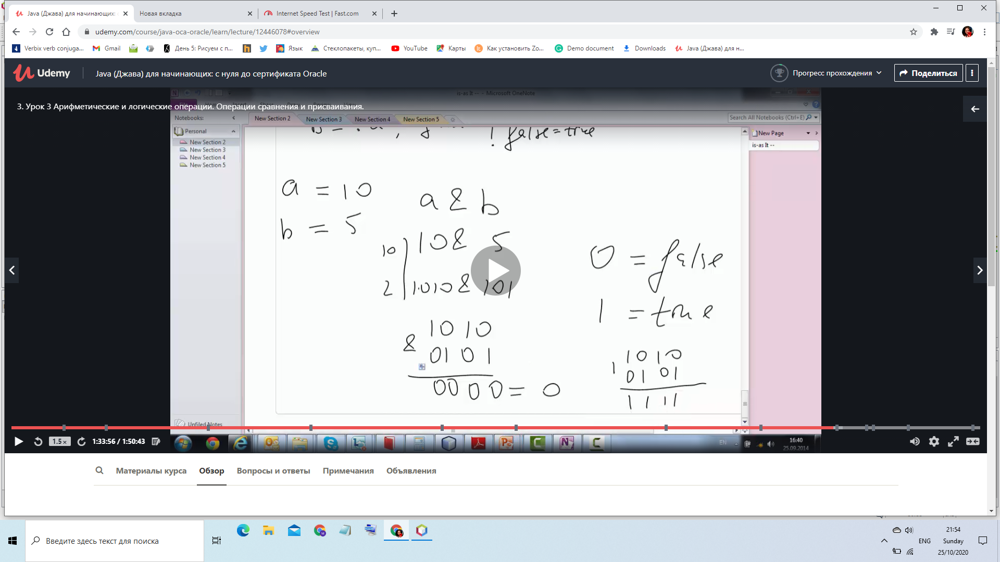 Java (Джава) для начинающих: с
Новая вкладка
Internet Speed Test | Fast.com
udemy.com/course/java-oca-oracle/learn/lecture/12446078#overview
Verbix verb conjuga... Gmail День 5: Рисуем с п... Язык Стеклопакеты, куп... YouTube Карты Как установить Zo... Demo document Downloads Java (Джава) для н...
Udemy Java (Джава) для начинающих: с нуля до сертификата Oracle Прогресс прохождения Поделиться
is-as lt -- - Microsoft OneNote
3. Урок 3 Арифметические и логические операции. Операции сравнения и присваивания.
Notebooks: New Section 2 New Section 3 New Section 4 New Section 5 Search All Notebooks (Ctrl+E)
Personal
New Section 2
New Section 3
New Section 4
New Section 5
New Page
is-as lt --
! false = true
a = 10
b = 5
a & b
10 | 10 & 5
2 | 1010 & 101
0 = false
1 = true
1010
&
0101
0000 = 0
1010
|
0101
1111
Unfiled Notes
1.5× 1:33:56 / 1:50:43
EN 16:40
25.09.2014
Материалы курса Обзор Вопросы и ответы Примечания Объявления
Введите здесь текст для поиска
ENG
21:54
Sunday
25/10/2020